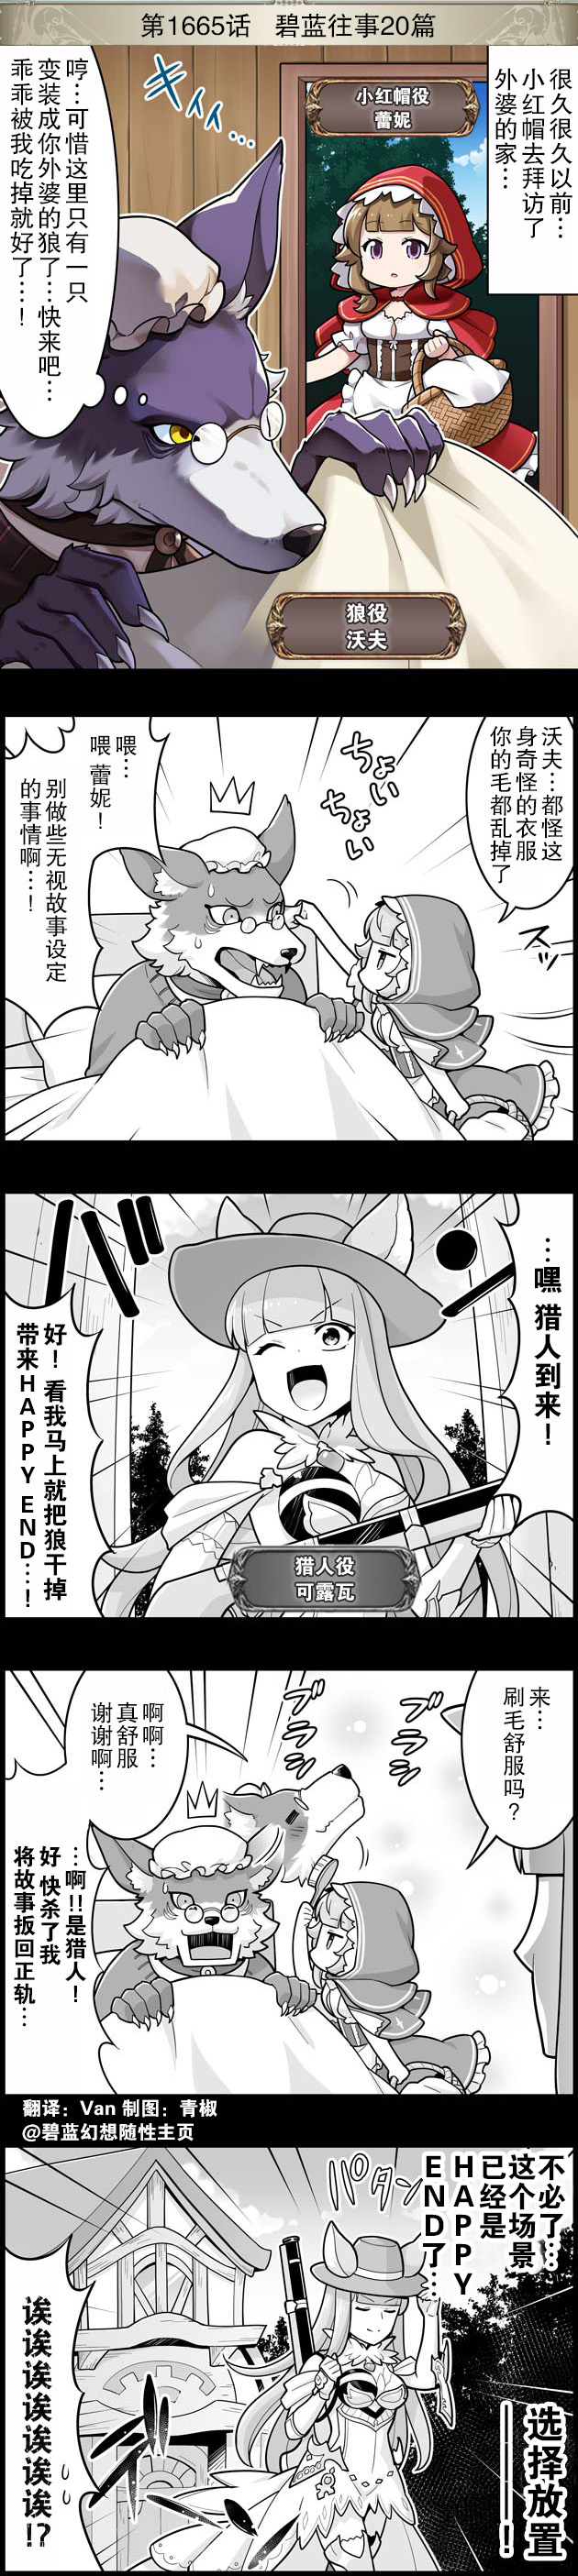 第1665话　碧蓝往事20篇
很久很久以前…
小红帽去拜访了
外婆的家…
小红帽役
蕾妮
キィィ…
哼…可惜这里只有一只
变装成你外婆的狼了…快来吧…
乖乖被我吃掉就好了…！
狼役
沃夫
沃夫…都怪这
身奇怪的衣服
你的毛都乱掉了
スッ
ちょい
ちょい
喂…
喂 蕾妮！
别做些无视故事设定
的事情啊…！
…嘿 猎人到来！
バーン
好！看我马上就把狼干掉
带来HAPPY END…！
猎人役
可露瓦
来…
刷毛舒服吗？
ブラシ
ブラシ
啊啊…
真舒服
谢谢啊…
…啊!!是猎人！
好 快杀了我
将故事扳回正轨…
翻译：Van 制图：青椒
@碧蓝幻想随性主页
不必了…
这个场景
已经是
HAPPY
END了…
パタン
选择放置
——！
诶诶诶诶诶诶诶诶!?